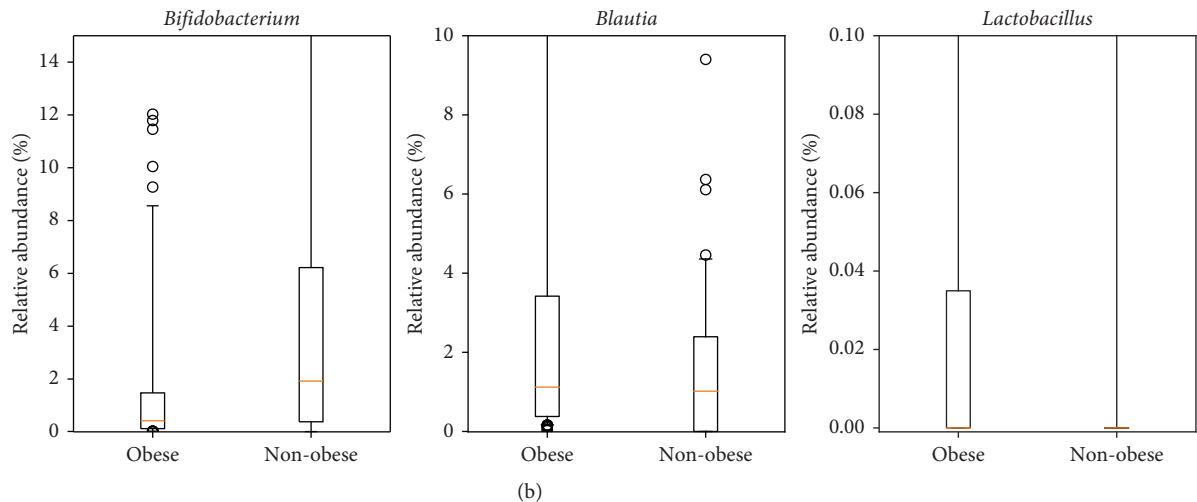 Bifidobacterium
Relative abundance (%)
14
12
10
8
6
4
2
0
Obese
Non-obese
Blautia
Relative abundance (%)
10
8
6
4
2
0
Obese
Non-obese
Lactobacillus
Relative abundance (%)
0.10
0.08
0.06
0.04
0.02
0.00
Obese
Non-obese
(b)